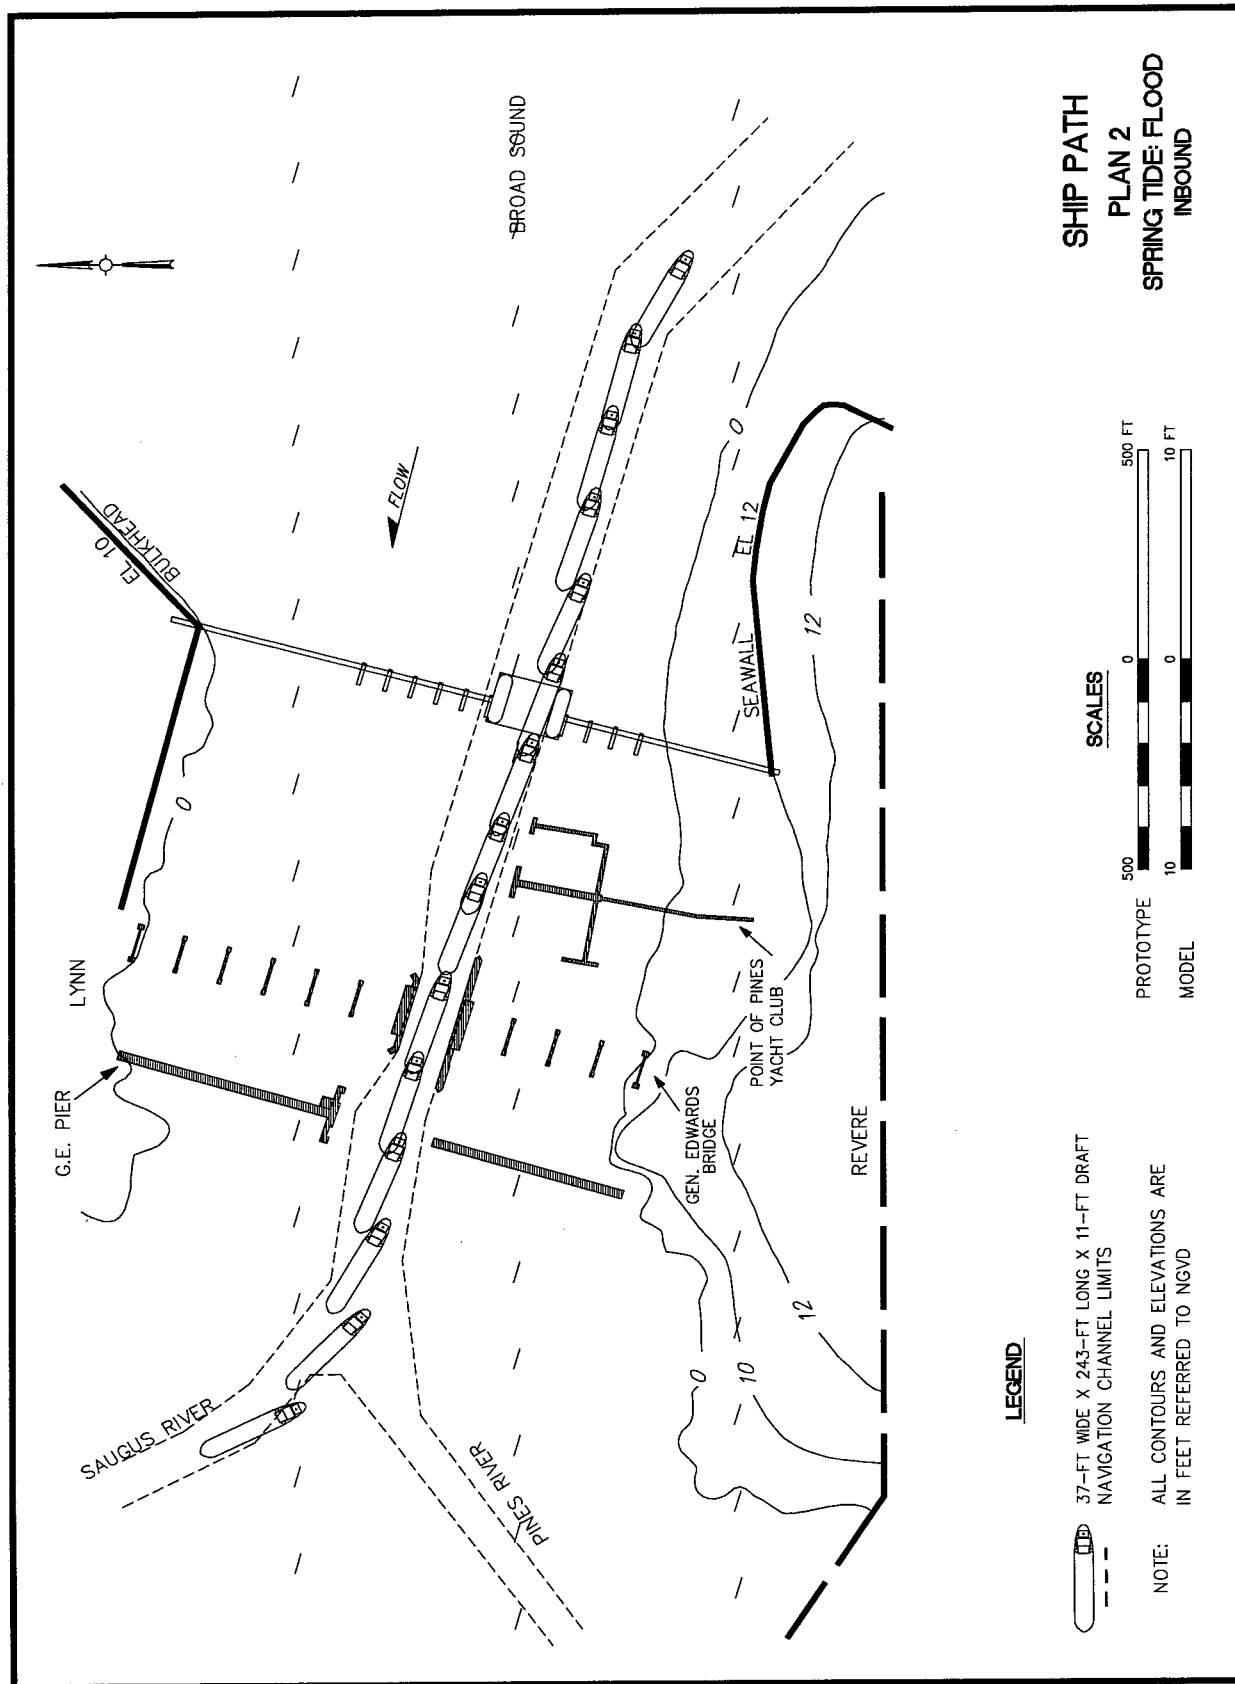 SHIP PATH
PLAN 2
SPRING TIDE: FLOOD
INBOUND
BROAD SOUND
FLOW
EL 10
BULKHEAD
0
LYNN
G.E. PIER
SAUGUS RIVER
PINES RIVER
0
EL 12
SEAWALL
12
POINT OF PINES
YACHT CLUB
GEN. EDWARDS
BRIDGE
REVERE
0
10
12
SCALES
PROTOTYPE 500 0 500 FT
MODEL 10 0 10 FT
LEGEND
37-FT WIDE X 243-FT LONG X 11-FT DRAFT
NAVIGATION CHANNEL LIMITS
NOTE: ALL CONTOURS AND ELEVATIONS ARE
IN FEET REFERRED TO NGVD